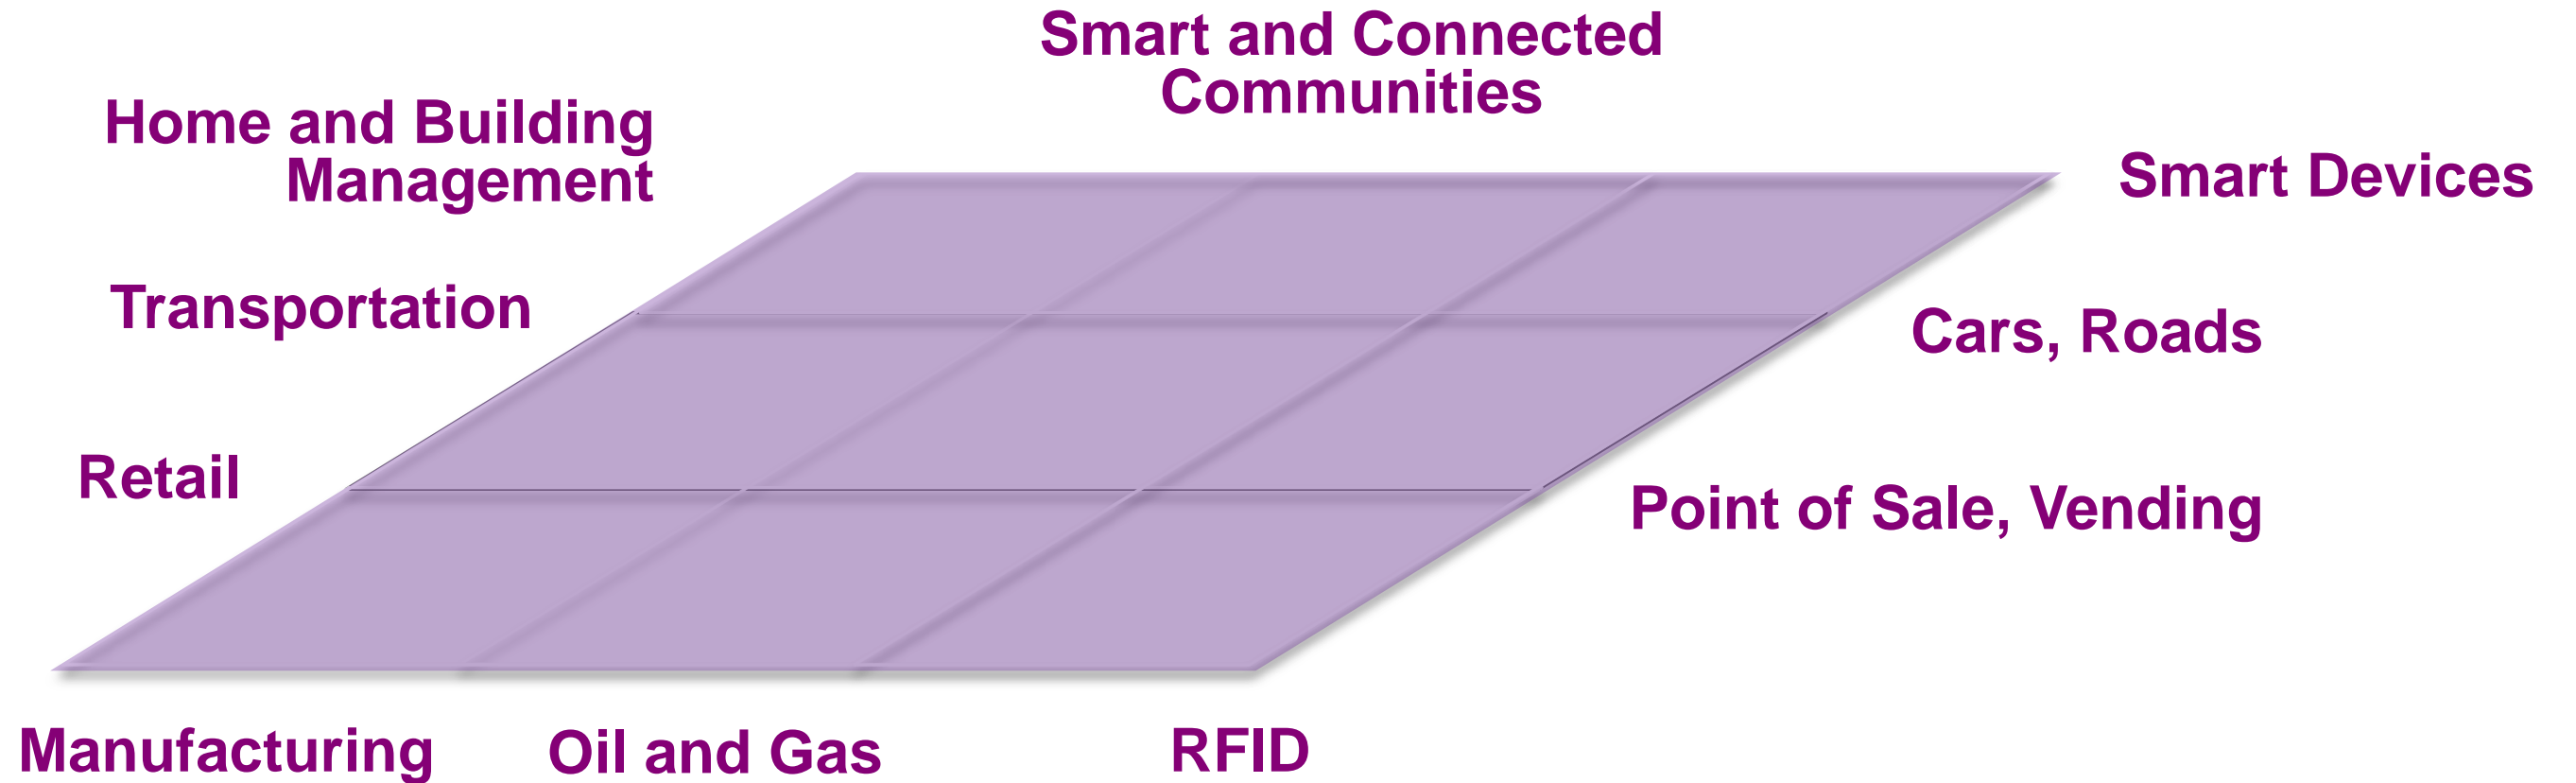 Smart and Connected
Communities
Home and Building
Management
Smart Devices
Transportation
Cars, Roads
Retail
Point of Sale, Vending
Manufacturing
Oil and Gas
RFID